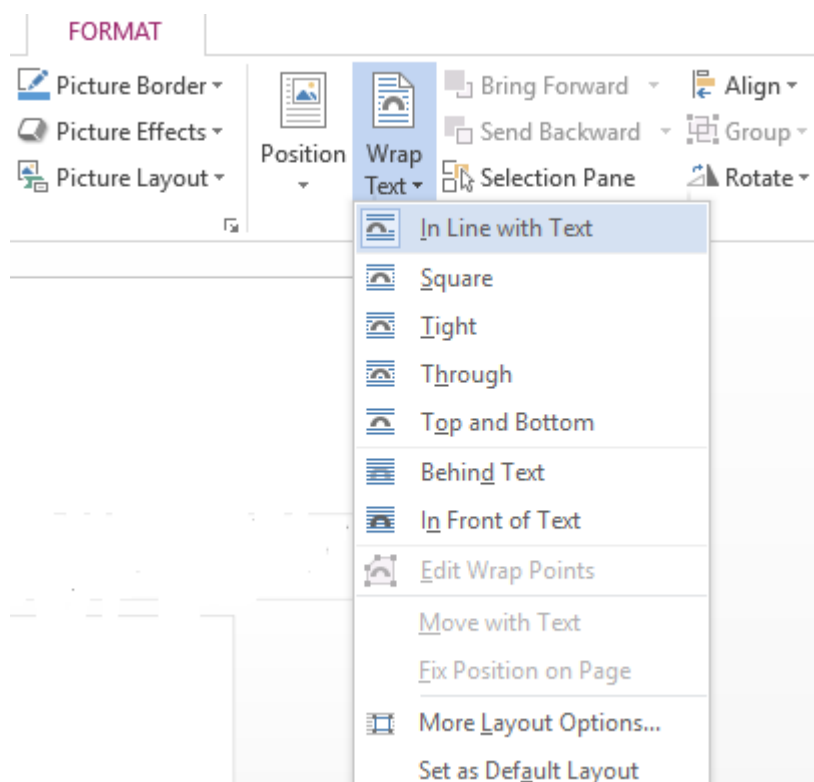 FORMAT
Picture Border
Picture Effects
Picture Layout
Position
Wrap
Text
Bring Forward
Send Backward
Selection Pane
Align
Group
Rotate
In Line with Text
Square
Tight
Through
Top and Bottom
Behind Text
In Front of Text
Edit Wrap Points
Move with Text
Fix Position on Page
More Layout Options...
Set as Default Layout